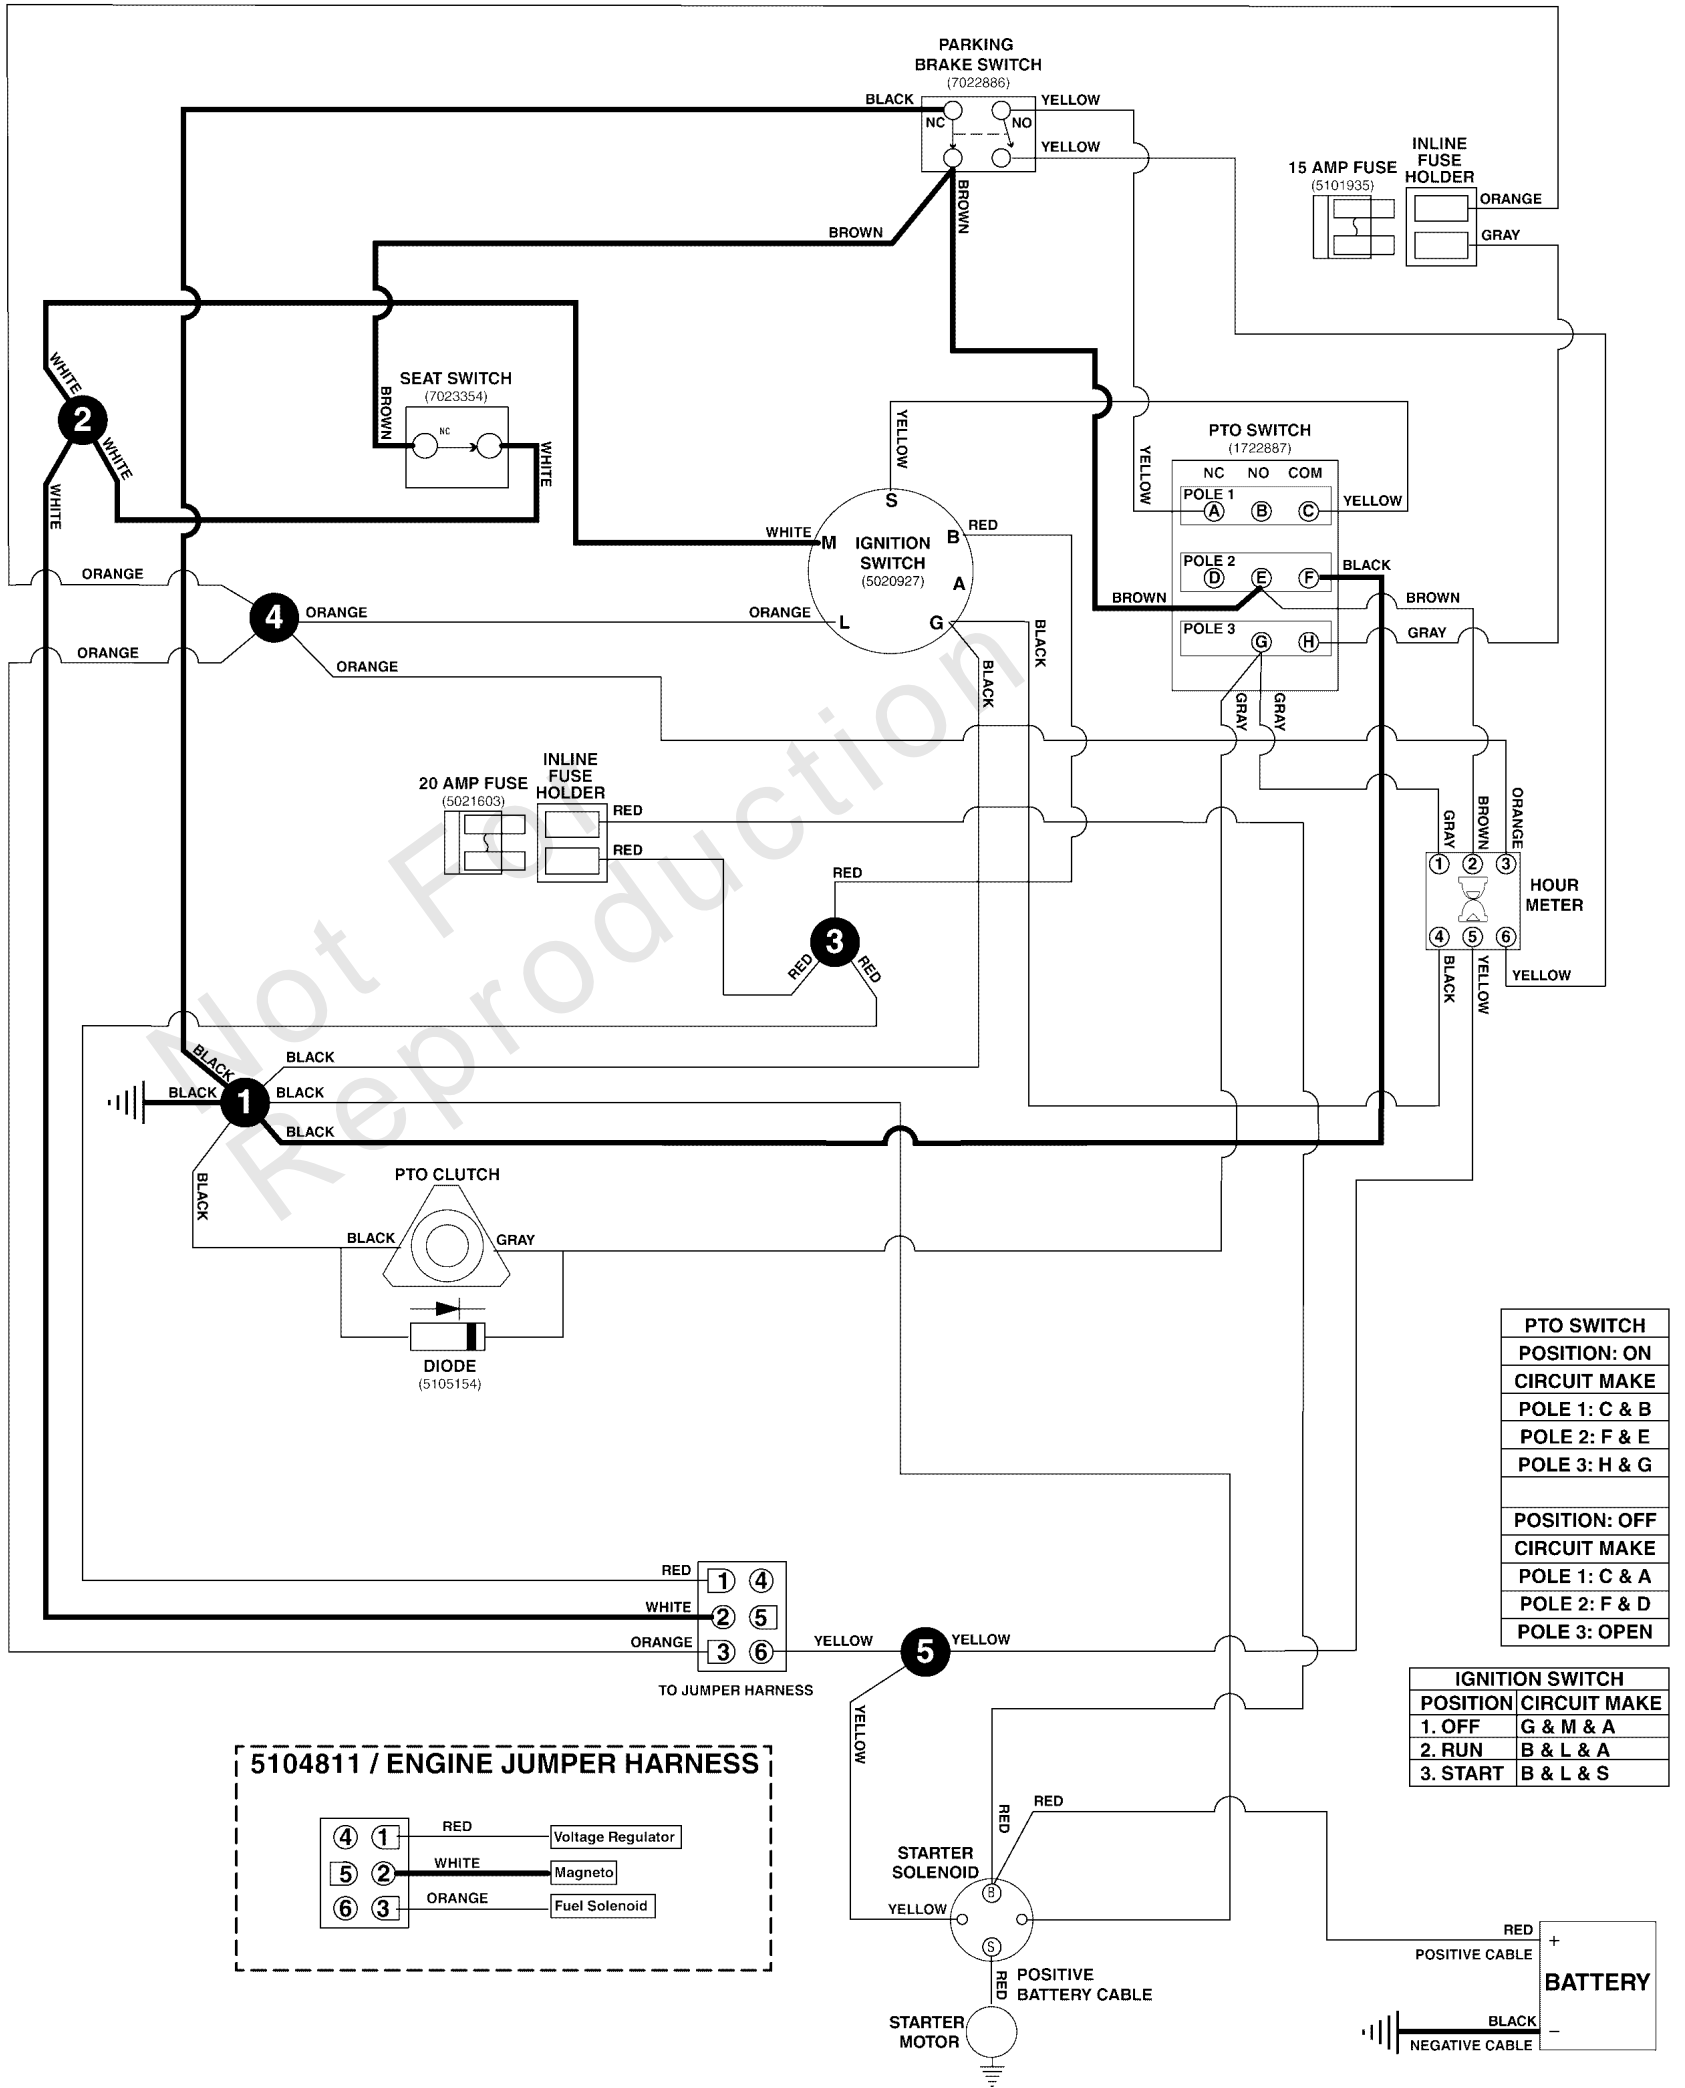 PARKING
BRAKE SWITCH
(7022886)
BLACK
NC
NO
YELLOW
YELLOW
BROWN
BROWN
15 AMP FUSE
(5101935)
INLINE
FUSE
HOLDER
ORANGE
GRAY
WHITE
2
WHITE
WHITE
SEAT SWITCH
(7023354)
BROWN
NC
WHITE
YELLOW
YELLOW
PTO SWITCH
(1722887)
NC NO COM
POLE 1
A B C
YELLOW
POLE 2
D E F
BLACK
BROWN
BROWN
POLE 3
G H
GRAY
GRAY
GRAY
S
WHITE
M
IGNITION
SWITCH
(5020927)
B
RED
A
L
G
BLACK
BLACK
ORANGE
4
ORANGE
ORANGE
ORANGE
ORANGE
20 AMP FUSE
(5021603)
INLINE
FUSE
HOLDER
RED
RED
RED
3
RED
RED
GRAY
BROWN
ORANGE
1 2 3
HOUR
METER
4 5 6
BLACK
YELLOW
YELLOW
Not For
Reproduction
BLACK
BLACK
1
BLACK
BLACK
BLACK
BLACK
PTO CLUTCH
BLACK
GRAY
DIODE
(5105154)
PTO SWITCH
POSITION: ON
CIRCUIT MAKE
POLE 1: C & B
POLE 2: F & E
POLE 3: H & G
POSITION: OFF
CIRCUIT MAKE
POLE 1: C & A
POLE 2: F & D
POLE 3: OPEN
RED
1 4
WHITE
2 5
ORANGE
3 6
YELLOW
5
YELLOW
TO JUMPER HARNESS
YELLOW
IGNITION SWITCH
POSITION CIRCUIT MAKE
1. OFF G & M & A
2. RUN B & L & A
3. START B & L & S
5104811 / ENGINE JUMPER HARNESS
4 1
RED
Voltage Regulator
5 2
WHITE
Magneto
6 3
ORANGE
Fuel Solenoid
RED
RED
STARTER
SOLENOID
B
YELLOW
S
RED
POSITIVE
BATTERY CABLE
STARTER
MOTOR
RED
+
POSITIVE CABLE
BATTERY
BLACK
–
NEGATIVE CABLE